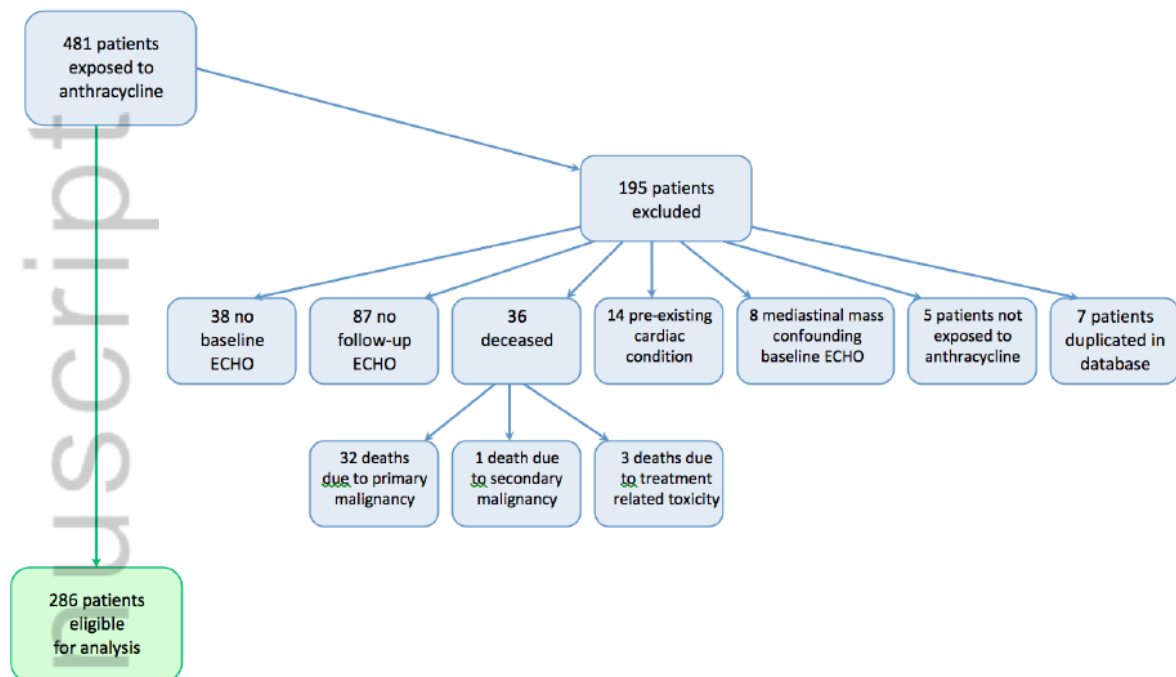 481 patients
exposed to
anthracycline
195 patients
excluded
38 no
baseline
ECHO
87 no
follow-up
ECHO
36
deceased
14 pre-existing
cardiac
condition
8 mediastinal mass
confounding
baseline ECHO
5 patients not
exposed to
anthracycline
7 patients
duplicated in
database
32 deaths
due to primary
malignancy
1 death due
to secondary
malignancy
3 deaths due
to treatment
related toxicity
286 patients
eligible
for analysis
nuscript